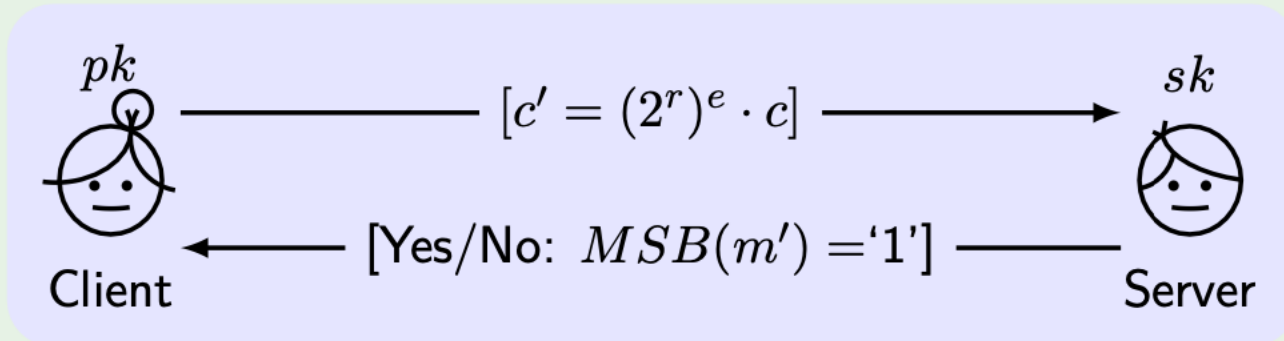 pk
sk
[c′ = (2^r)^e · c]
[Yes/No: MSB(m′) =‘1’]
Client
Server